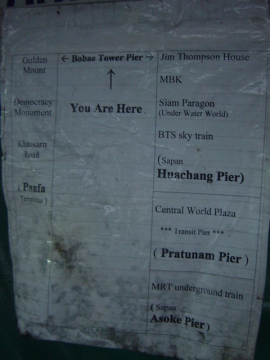 Golden
Mount
Democracy
Monument
Khaosarn
Road
( Panfa
Terminus )
← Bobae Tower Pier →
You Are Here
Jim Thompson House
MBK
Siam Paragon
(Under Water World)
BTS sky train
( Sapan
Huachang Pier)
Central World Plaza
*** Transit Pier ***
( Pratunam Pier )
MRT underground train
( Sapan
Asoke Pier)